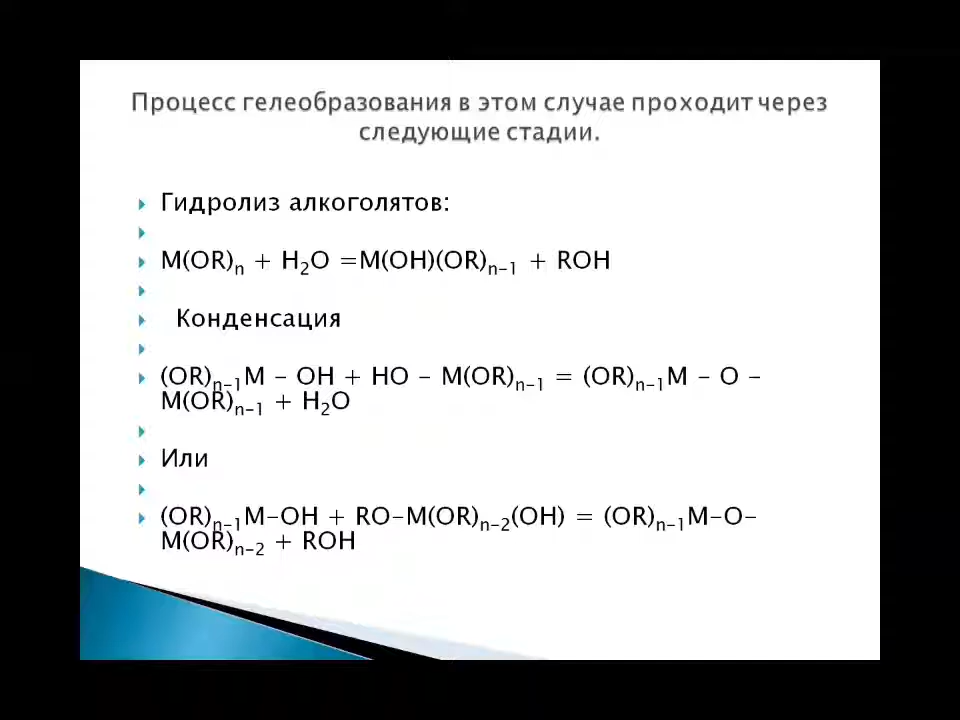 Процесс гелеобразования в этом случае проходит через
следующие стадии.
Гидролиз алкоголятов:
M(OR)ₙ + H₂O =M(OH)(OR)ₙ₋₁ + ROH
Конденсация
(OR)ₙ₋₁M – OH + HO – M(OR)ₙ₋₁ = (OR)ₙ₋₁M – O –
M(OR)ₙ₋₁ + H₂O
Или
(OR)ₙ₋₁M–OH + RO–M(OR)ₙ₋₂(OH) = (OR)ₙ₋₁M–O–
M(OR)ₙ₋₂ + ROH